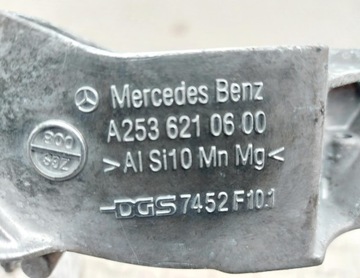 Mercedes Benz
A253 621 06 00
>Al Si10 Mn Mg<
DGS 7452 F10.1